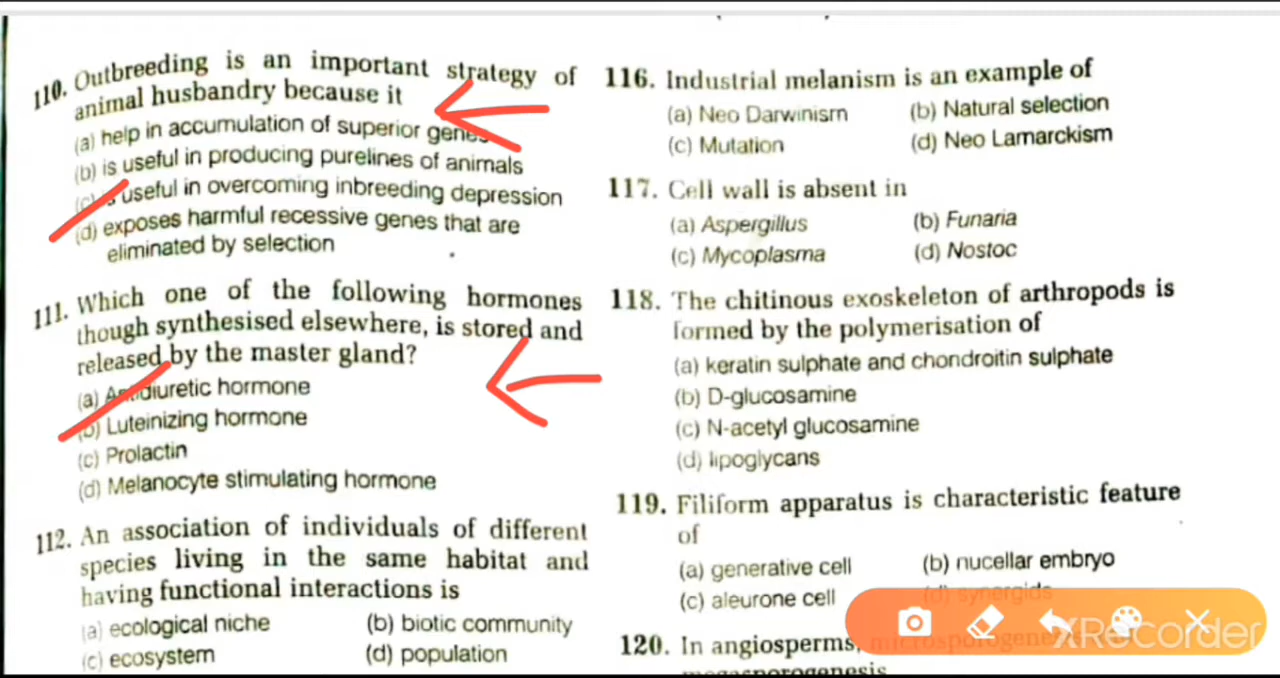 110. Outbreeding is an important strategy of
animal husbandry because it
(a) help in accumulation of superior genes
(b) is useful in producing purelines of animals
(c) is useful in overcoming inbreeding depression
(d) exposes harmful recessive genes that are
eliminated by selection
111. Which one of the following hormones
though synthesised elsewhere, is stored and
released by the master gland?
(a) Antidiuretic hormone
(b) Luteinizing hormone
(c) Prolactin
(d) Melanocyte stimulating hormone
112. An association of individuals of different
species living in the same habitat and
having functional interactions is
(a) ecological niche (b) biotic community
(c) ecosystem (d) population
116. Industrial melanism is an example of
(a) Neo Darwinism (b) Natural selection
(c) Mutation (d) Neo Lamarckism
117. Cell wall is absent in
(a) Aspergillus (b) Funaria
(c) Mycoplasma (d) Nostoc
118. The chitinous exoskeleton of arthropods is
formed by the polymerisation of
(a) keratin sulphate and chondroitin sulphate
(b) D-glucosamine
(c) N-acetyl glucosamine
(d) lipoglycans
119. Filiform apparatus is characteristic feature
of
(a) generative cell (b) nucellar embryo
(c) aleurone cell (d) synergids
120. In angiosperms, microsporogenesis
megasporogenesis
XRecorder